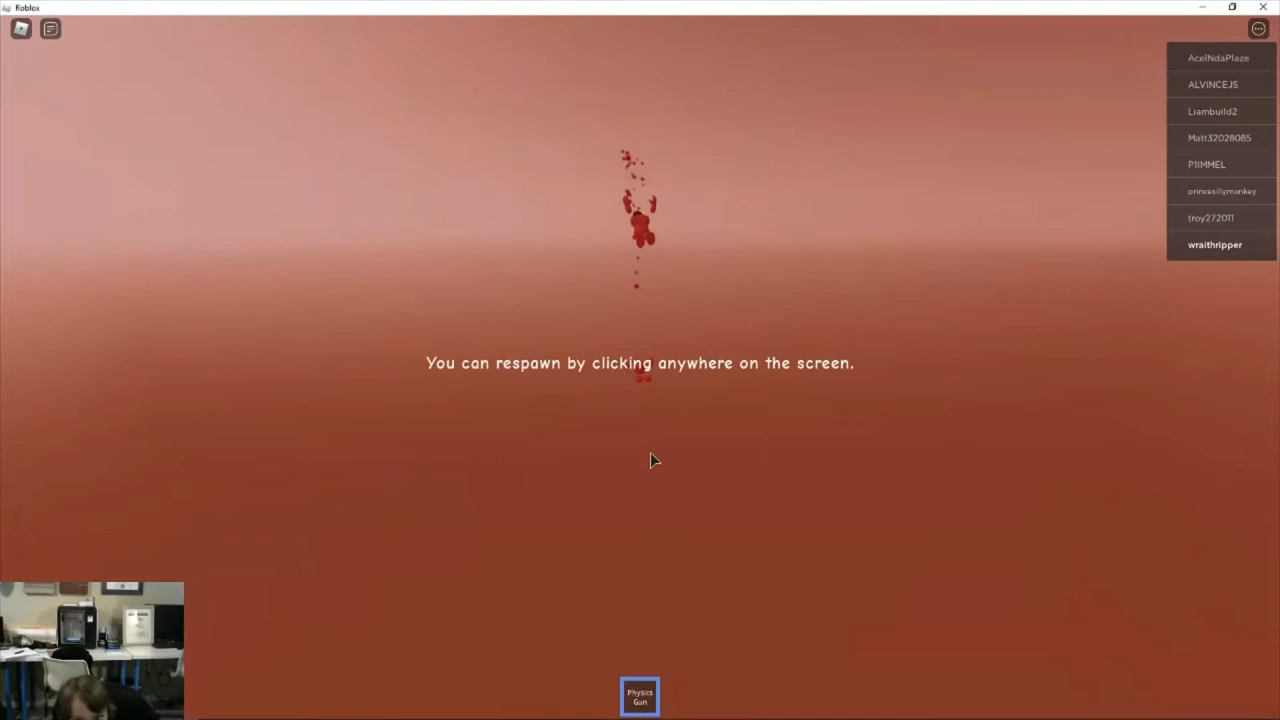 Roblox
AceINdaPlaze
ALVINCEJS
Liambuild2
Matt32028085
P1IMMEL
princesillymonkey
troy272011
wraithripper
You can respawn by clicking anywhere on the screen.
Physics
Gun